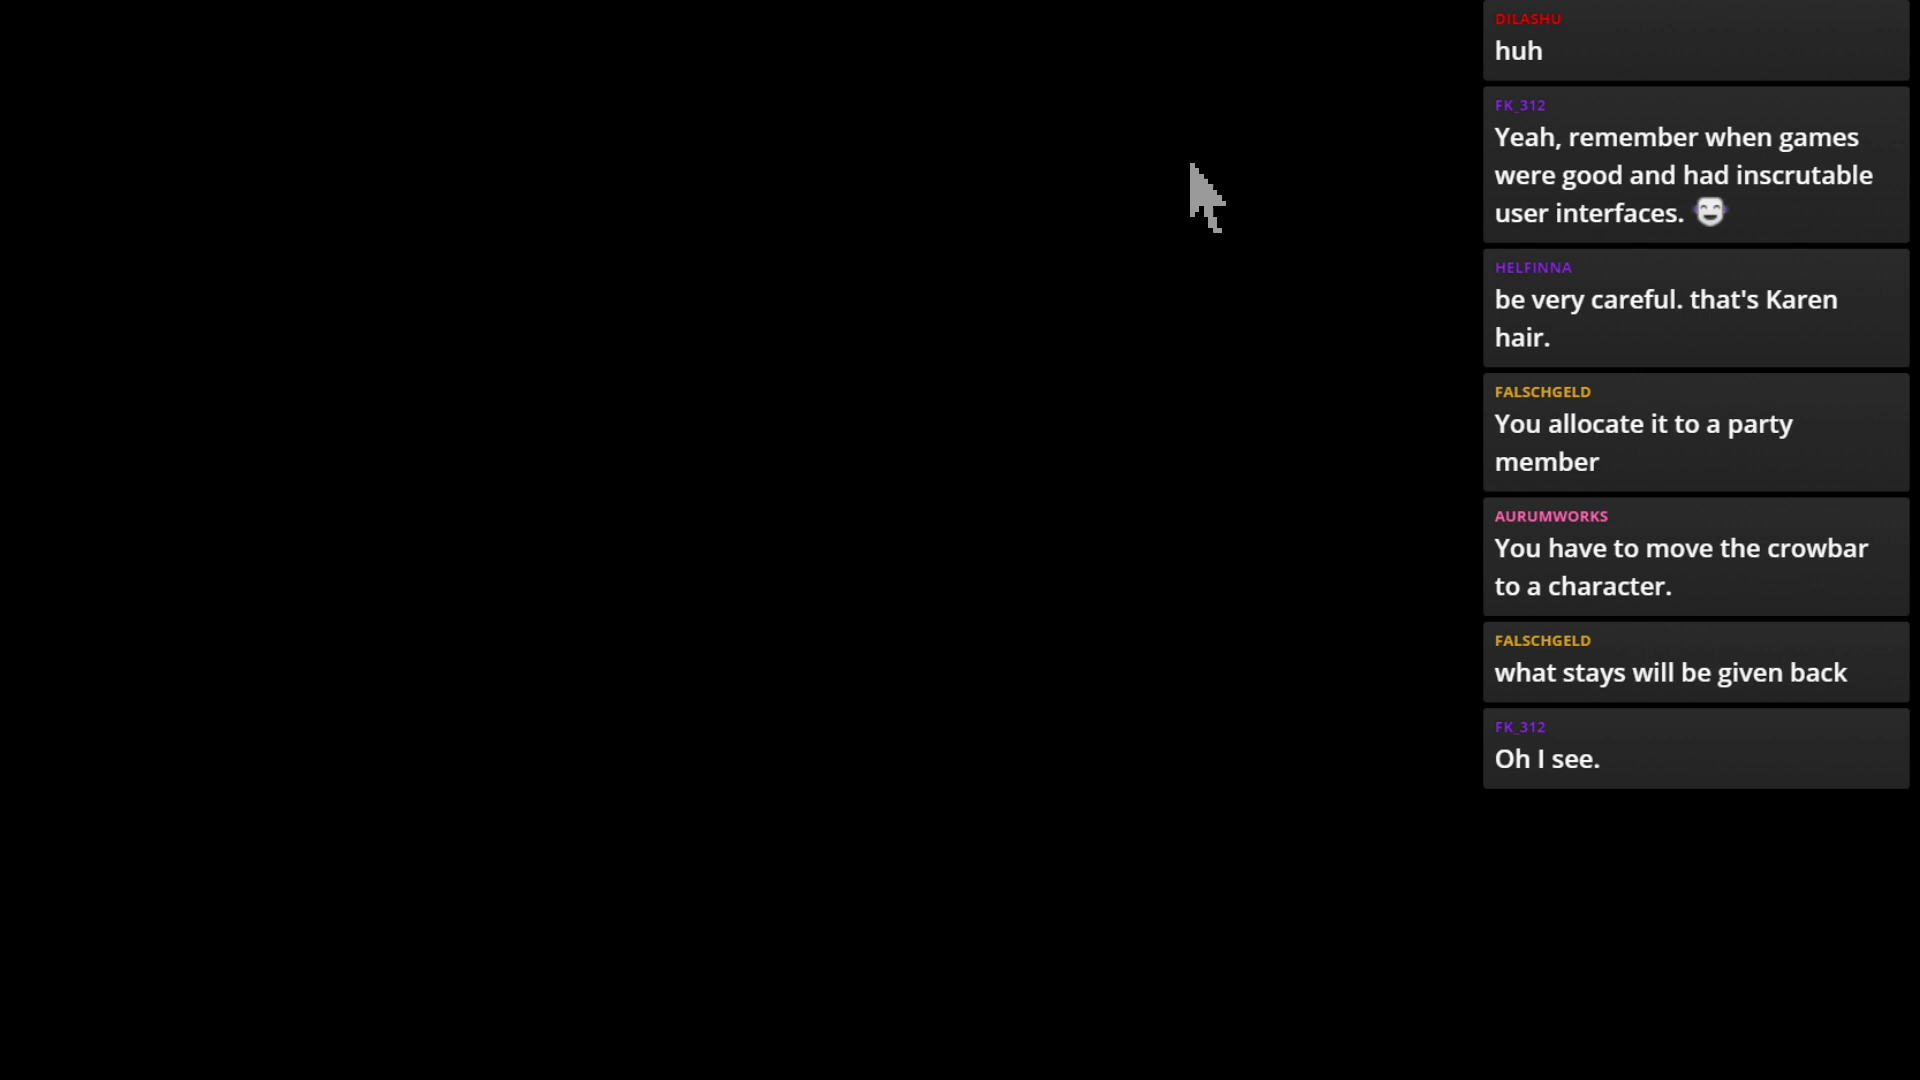 DILASHU
huh
FK_312
Yeah, remember when games
were good and had inscrutable
user interfaces.
HELFINNA
be very careful. that's Karen
hair.
FALSCHGELD
You allocate it to a party
member
AURUMWORKS
You have to move the crowbar
to a character.
FALSCHGELD
what stays will be given back
FK_312
Oh I see.